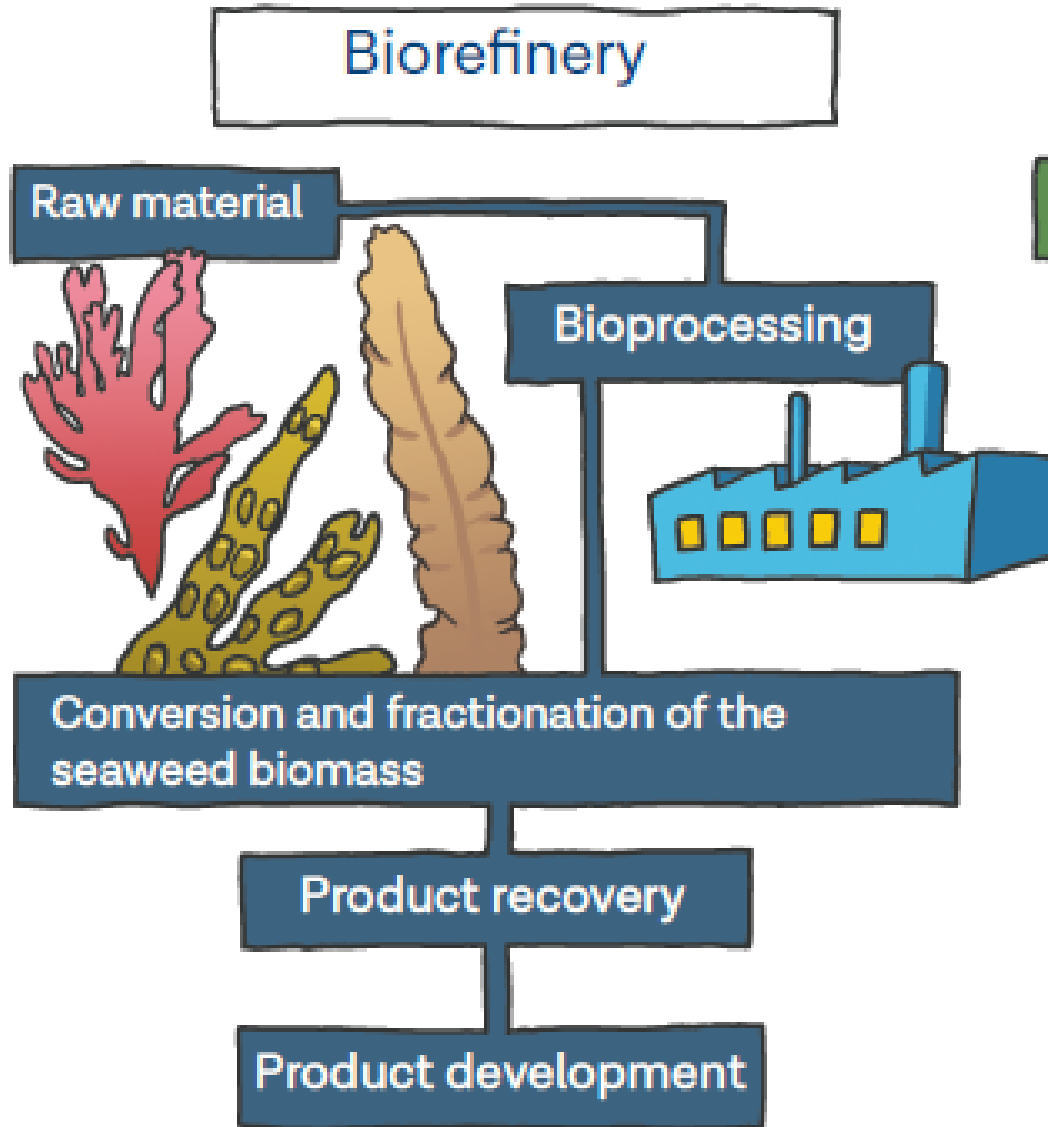 Biorefinery
Raw material
Bioprocessing
Conversion and fractionation of the
seaweed biomass
Product recovery
Product development